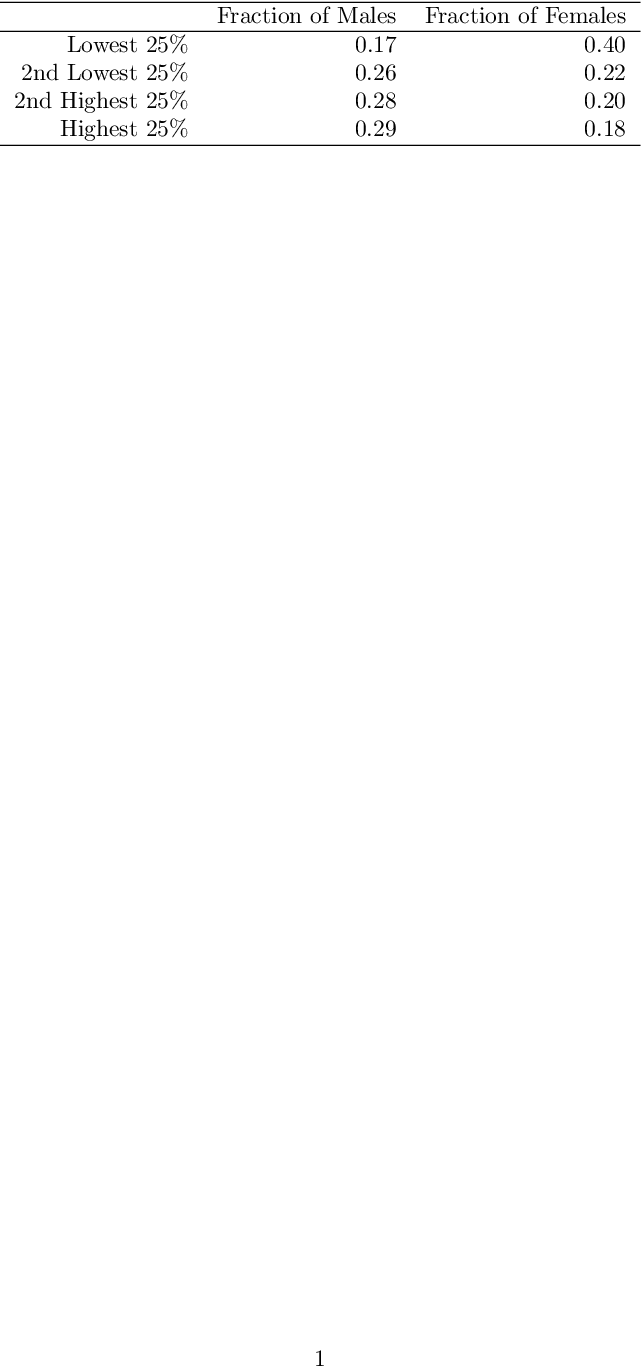 Fraction of Males Fraction of Females
Lowest 25% 0.17 0.40
2nd Lowest 25% 0.26 0.22
2nd Highest 25% 0.28 0.20
Highest 25% 0.29 0.18
1